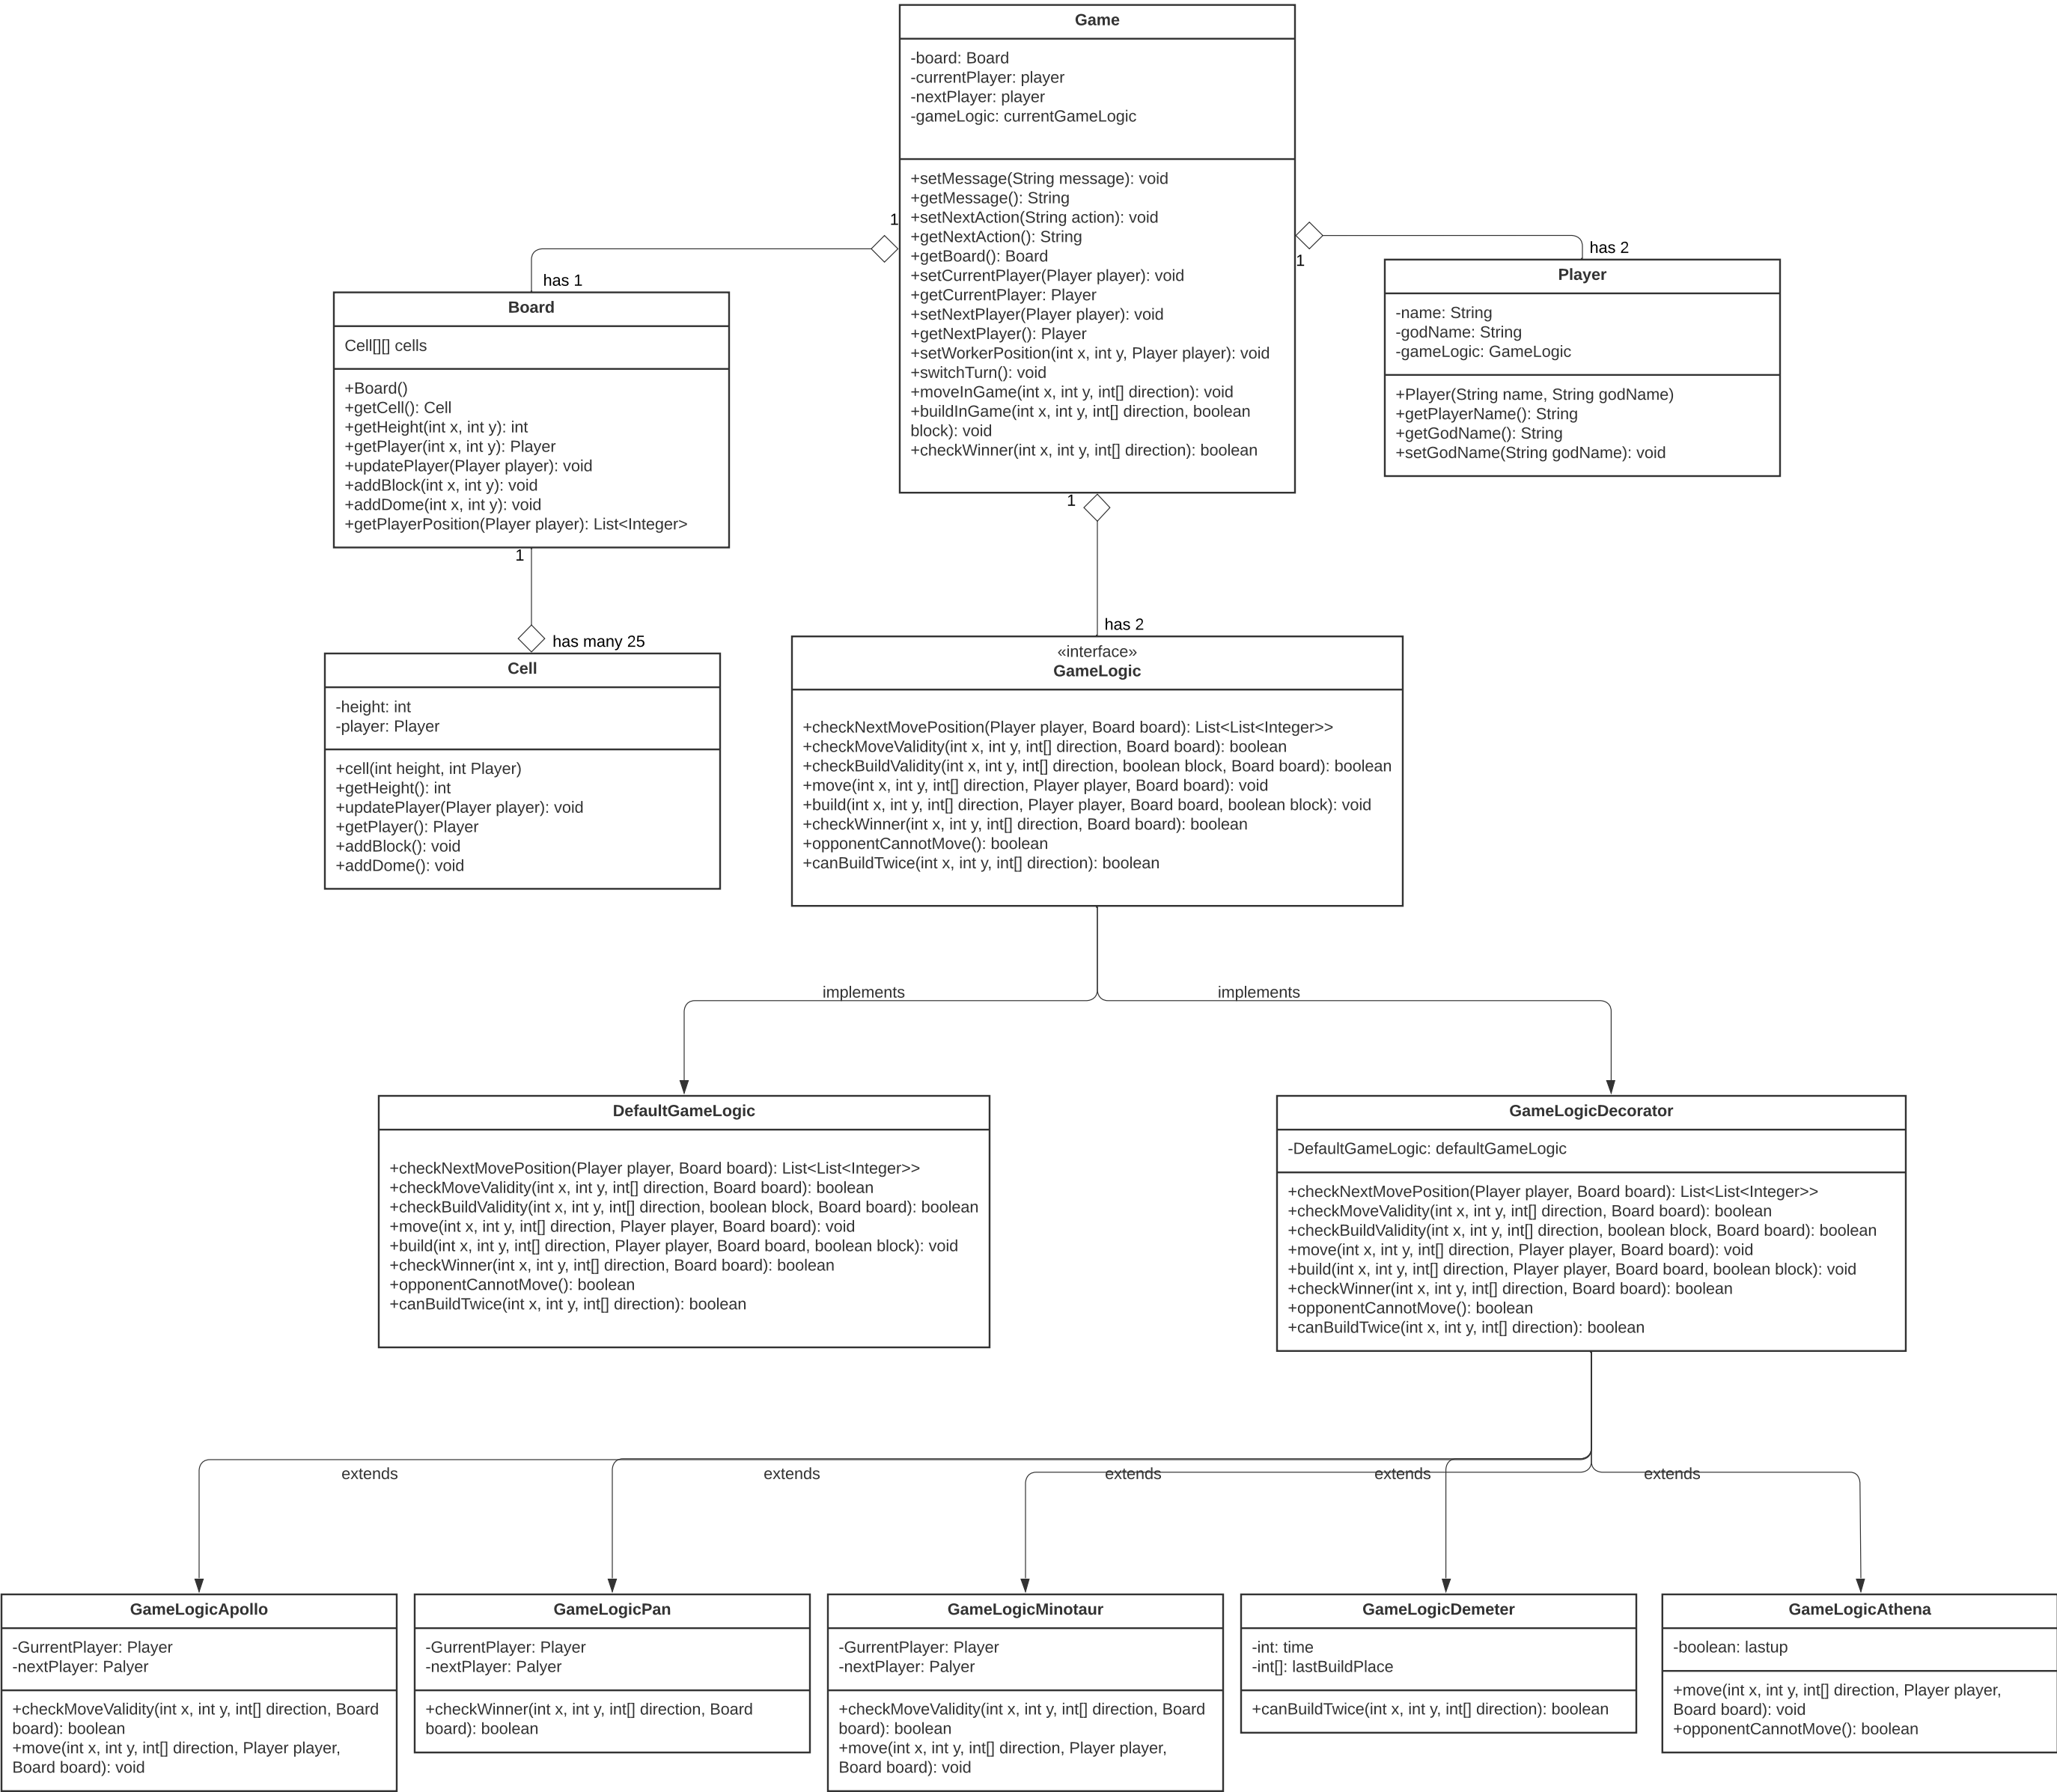 Game
-board: Board
-currentPlayer: player
-nextPlayer: player
-gameLogic: currentGameLogic
+setMessage(String message): void
+getMessage(): String
+setNextAction(String action): void
+getNextAction(): String
+getBoard(): Board
+setCurrentPlayer(Player player): void
+getCurrentPlayer: Player
+setNextPlayer(Player player): void
+getNextPlayer(): Player
+setWorkerPosition(int x, int y, Player player): void
+switchTurn(): void
+moveInGame(int x, int y, int[] direction): void
+buildInGame(int x, int y, int[] direction, boolean
block): void
+checkWinner(int x, int y, int[] direction): boolean
1
has 1
1
has 2
Board
Cell[][] cells
+Board()
+getCell(): Cell
+getHeight(int x, int y): int
+getPlayer(int x, int y): Player
+updatePlayer(Player player): void
+addBlock(int x, int y): void
+addDome(int x, int y): void
+getPlayerPosition(Player player): List<Integer>
Player
-name: String
-godName: String
-gameLogic: GameLogic
+Player(String name, String godName)
+getPlayerName(): String
+getGodName(): String
+setGodName(String godName): void
1
has many 25
1
has 2
Cell
-height: int
-player: Player
+cell(int height, int Player)
+getHeight(): int
+updatePlayer(Player player): void
+getPlayer(): Player
+addBlock(): void
+addDome(): void
«interface»
GameLogic
+checkNextMovePosition(Player player, Board board): List<List<Integer>>
+checkMoveValidity(int x, int y, int[] direction, Board board): boolean
+checkBuildValidity(int x, int y, int[] direction, boolean block, Board board): boolean
+move(int x, int y, int[] direction, Player player, Board board): void
+build(int x, int y, int[] direction, Player player, Board board, boolean block): void
+checkWinner(int x, int y, int[] direction, Board board): boolean
+opponentCannotMove(): boolean
+canBuildTwice(int x, int y, int[] direction): boolean
implements
implements
DefaultGameLogic
+checkNextMovePosition(Player player, Board board): List<List<Integer>>
+checkMoveValidity(int x, int y, int[] direction, Board board): boolean
+checkBuildValidity(int x, int y, int[] direction, boolean block, Board board): boolean
+move(int x, int y, int[] direction, Player player, Board board): void
+build(int x, int y, int[] direction, Player player, Board board, boolean block): void
+checkWinner(int x, int y, int[] direction, Board board): boolean
+opponentCannotMove(): boolean
+canBuildTwice(int x, int y, int[] direction): boolean
GameLogicDecorator
-DefaultGameLogic: defaultGameLogic
+checkNextMovePosition(Player player, Board board): List<List<Integer>>
+checkMoveValidity(int x, int y, int[] direction, Board board): boolean
+checkBuildValidity(int x, int y, int[] direction, boolean block, Board board): boolean
+move(int x, int y, int[] direction, Player player, Board board): void
+build(int x, int y, int[] direction, Player player, Board board, boolean block): void
+checkWinner(int x, int y, int[] direction, Board board): boolean
+opponentCannotMove(): boolean
+canBuildTwice(int x, int y, int[] direction): boolean
extends
extends
extends
extends
extends
GameLogicApollo
-GurrentPlayer: Player
-nextPlayer: Palyer
+checkMoveValidity(int x, int y, int[] direction, Board
board): boolean
+move(int x, int y, int[] direction, Player player,
Board board): void
GameLogicPan
-GurrentPlayer: Player
-nextPlayer: Palyer
+checkWinner(int x, int y, int[] direction, Board
board): boolean
GameLogicMinotaur
-GurrentPlayer: Player
-nextPlayer: Palyer
+checkMoveValidity(int x, int y, int[] direction, Board
board): boolean
+move(int x, int y, int[] direction, Player player,
Board board): void
GameLogicDemeter
-int: time
-int[]: lastBuildPlace
+canBuildTwice(int x, int y, int[] direction): boolean
GameLogicAthena
-boolean: lastup
+move(int x, int y, int[] direction, Player player,
Board board): void
+opponentCannotMove(): boolean